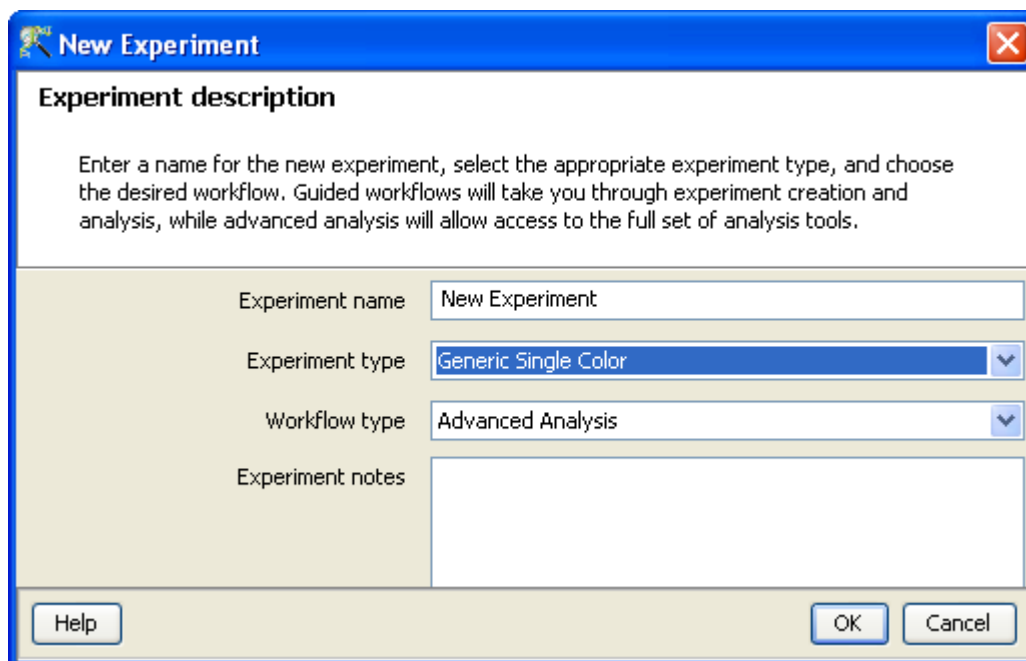 New Experiment
Experiment description
Enter a name for the new experiment, select the appropriate experiment type, and choose
the desired workflow. Guided workflows will take you through experiment creation and
analysis, while advanced analysis will allow access to the full set of analysis tools.
Experiment name New Experiment
Experiment type Generic Single Color
Workflow type Advanced Analysis
Experiment notes
Help OK Cancel